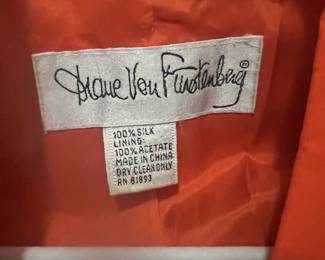 Diane Von Furstenberg®
100% SILK
LINING:
100% ACETATE
MADE IN CHINA
DRY CLEAN ONLY
RN 81893